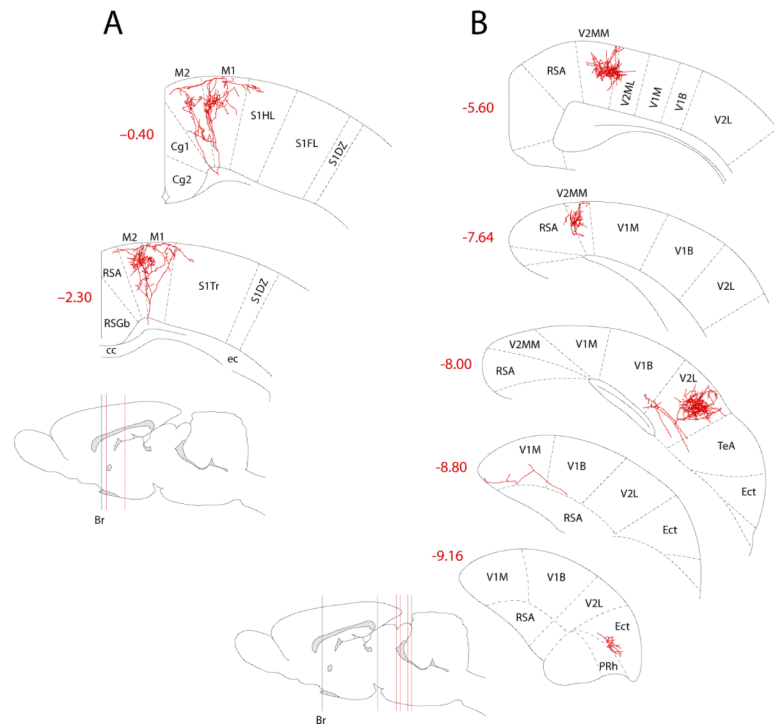 A
M2 M1
S1HL
S1FL
S1DZ
–0.40
Cg1
Cg2
M2 M1
RSA
S1Tr
S1DZ
–2.30
RSGb
cc
ec
Br
B
V2MM
RSA
V2ML
V1M
V1B
V2L
-5.60
V2MM
RSA
V1M
V1B
V2L
-7.64
V2MM
V1M
V1B
V2L
-8.00
RSA
TeA
Ect
V1M
V1B
V2L
-8.80
RSA
Ect
-9.16
V1M
V1B
V2L
RSA
Ect
PRh
Br